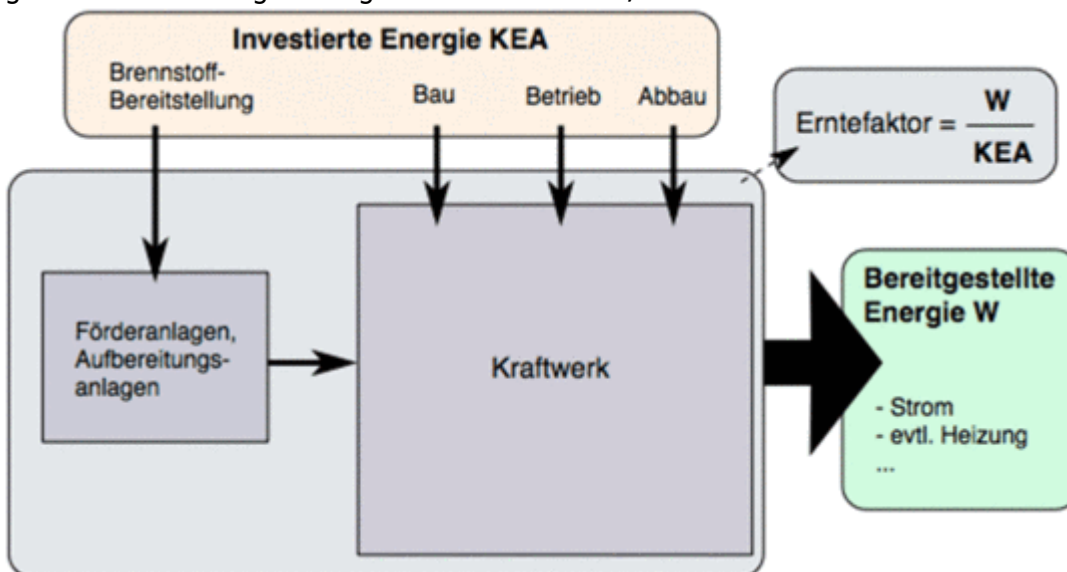 Investierte Energie KEA
Brennstoff-
Bereitstellung
Bau
Betrieb
Abbau
Erntefaktor = W
KEA
Förderanlagen,
Aufbereitungs-
anlagen
Kraftwerk
Bereitgestellte
Energie W
- Strom
- evtl. Heizung
...